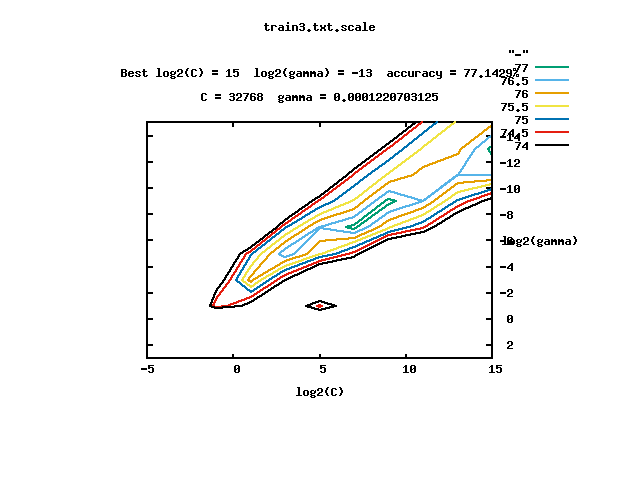 train3.txt.scale
"-"
Best log2(C) = 15 log2(gamma) = -13 accuracy = 77.1429%
77
76.5
C = 32768 gamma = 0.0001220703125
76
75.5
75
74.5
74
-14
-12
-10
-8
-6
log2(gamma)
-4
-2
0
2
-5 0 5 10 15
log2(C)